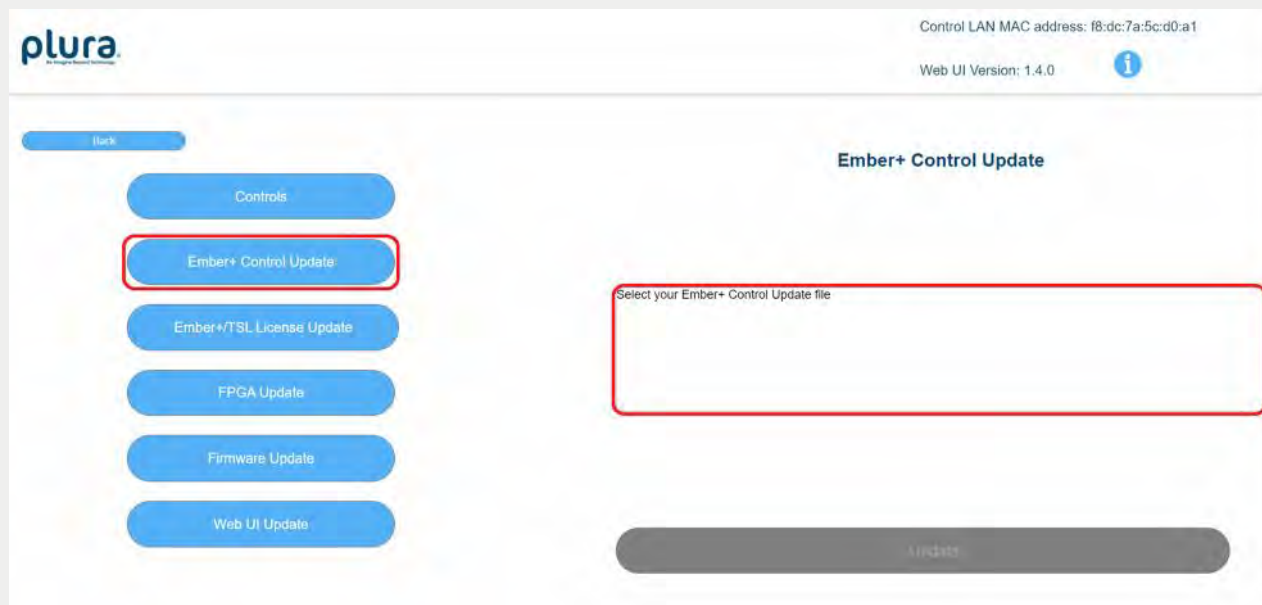 plura
Control LAN MAC address: f8:dc:7a:5c:d0:a1
Web UI Version: 1.4.0
i
Back
Ember+ Control Update
Controls
Ember+ Control Update
Ember+/TSL License Update
FPGA Update
Firmware Update
Web UI Update
Select your Ember+ Control Update file
Update